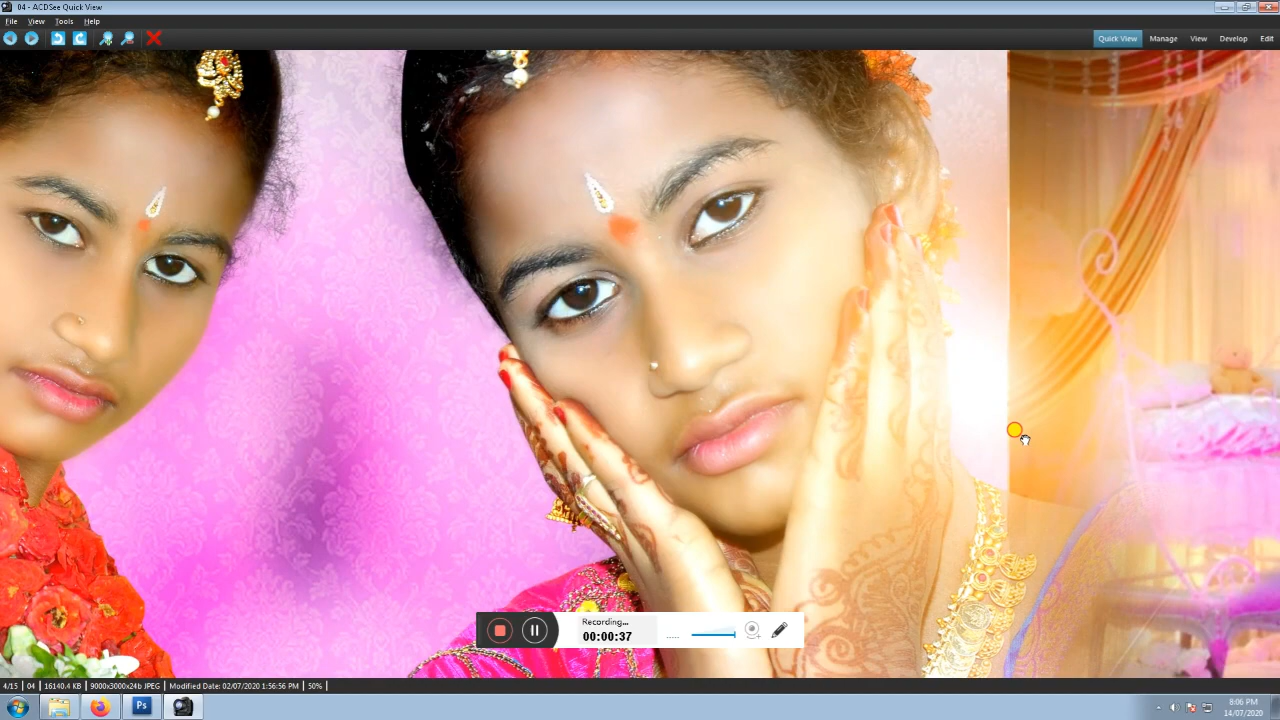 04 - ACDSee Quick View
File View Tools Help
Quick View Manage View Develop Edit
Recording...
00:00:37
4/15 04 16140.4 KB 9000x3000x24b JPEG Modified Date: 02/07/2020 1:56:56 PM 50%
Ps
8:06 PM
14/07/2020